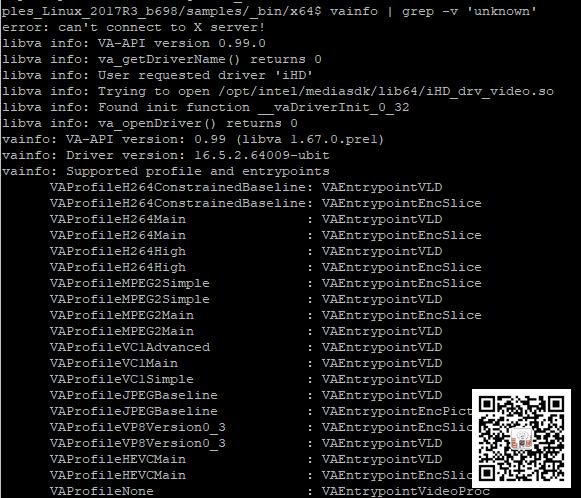 ples_Linux_2017R3_b698/samples/_bin/x64$ vainfo | grep -v 'unknown'
error: can't connect to X server!
libva info: VA-API version 0.99.0
libva info: va_getDriverName() returns 0
libva info: User requested driver 'iHD'
libva info: Trying to open /opt/intel/mediasdk/lib64/iHD_drv_video.so
libva info: Found init function __vaDriverInit_0_32
libva info: va_openDriver() returns 0
vainfo: VA-API version: 0.99 (libva 1.67.0.pre1)
vainfo: Driver version: 16.5.2.64009-ubit
vainfo: Supported profile and entrypoints
VAProfileH264ConstrainedBaseline: VAEntrypointVLD
VAProfileH264ConstrainedBaseline: VAEntrypointEncSlice
VAProfileH264Main : VAEntrypointVLD
VAProfileH264Main : VAEntrypointEncSlice
VAProfileH264High : VAEntrypointVLD
VAProfileH264High : VAEntrypointEncSlice
VAProfileMPEG2Simple : VAEntrypointEncSlice
VAProfileMPEG2Simple : VAEntrypointVLD
VAProfileMPEG2Main : VAEntrypointEncSlice
VAProfileMPEG2Main : VAEntrypointVLD
VAProfileVC1Advanced : VAEntrypointVLD
VAProfileVC1Main : VAEntrypointVLD
VAProfileVC1Simple : VAEntrypointVLD
VAProfileJPEGBaseline : VAEntrypointVLD
VAProfileJPEGBaseline : VAEntrypointEncPict
VAProfileVP8Version0_3 : VAEntrypointEncSlic
VAProfileVP8Version0_3 : VAEntrypointVLD
VAProfileHEVCMain : VAEntrypointVLD
VAProfileHEVCMain : VAEntrypointEncSlic
VAProfileNone : VAEntrypointVideoProc